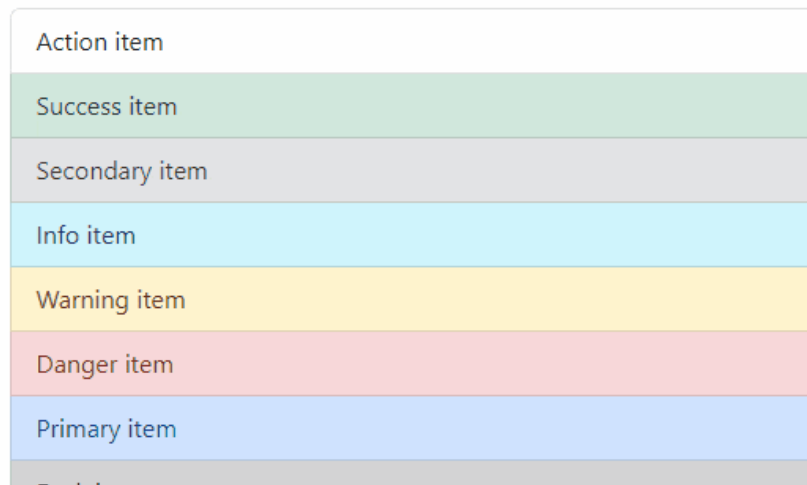 Action item
Success item
Secondary item
Info item
Warning item
Danger item
Primary item